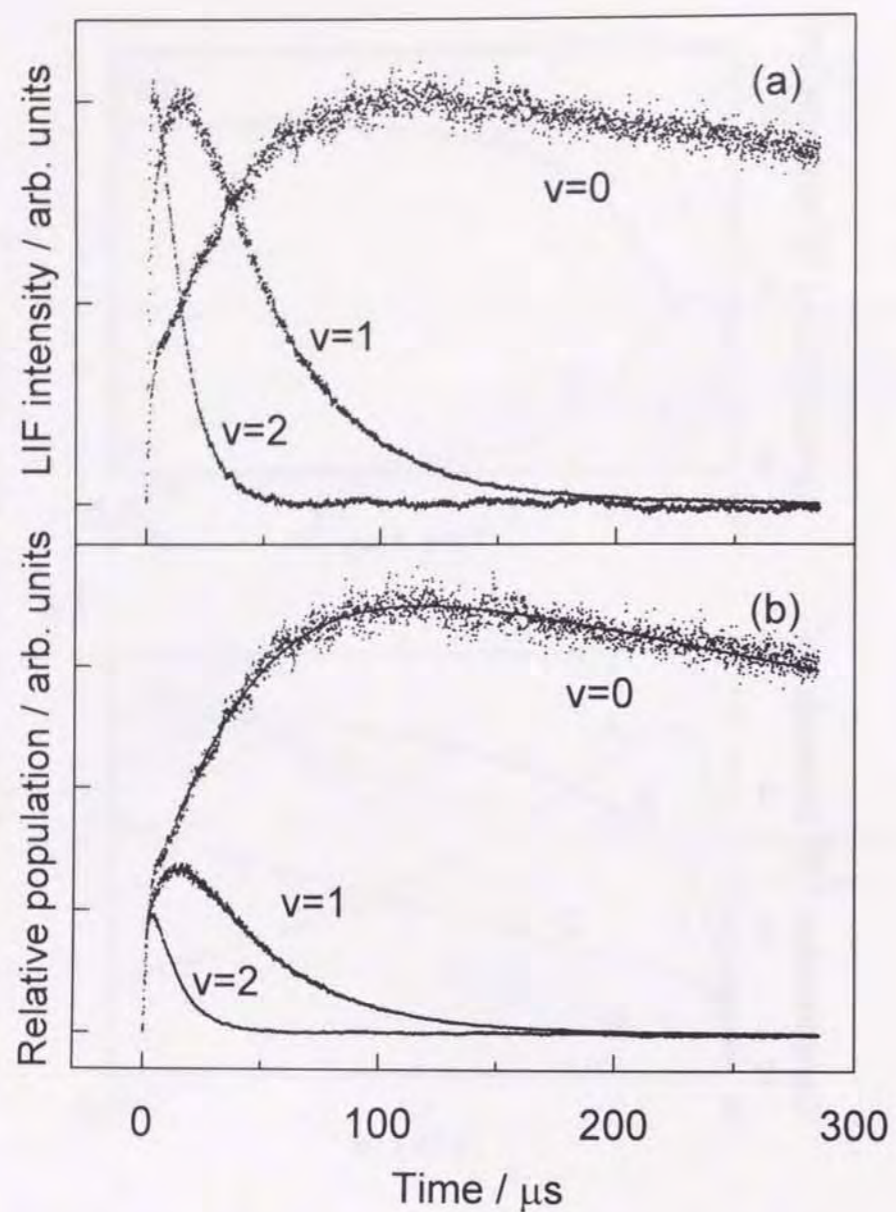 (a)
LIF intensity / arb. units
v=0
v=1
v=2
(b)
Relative population / arb. units
v=0
v=1
v=2
0 100 200 300
Time / μs